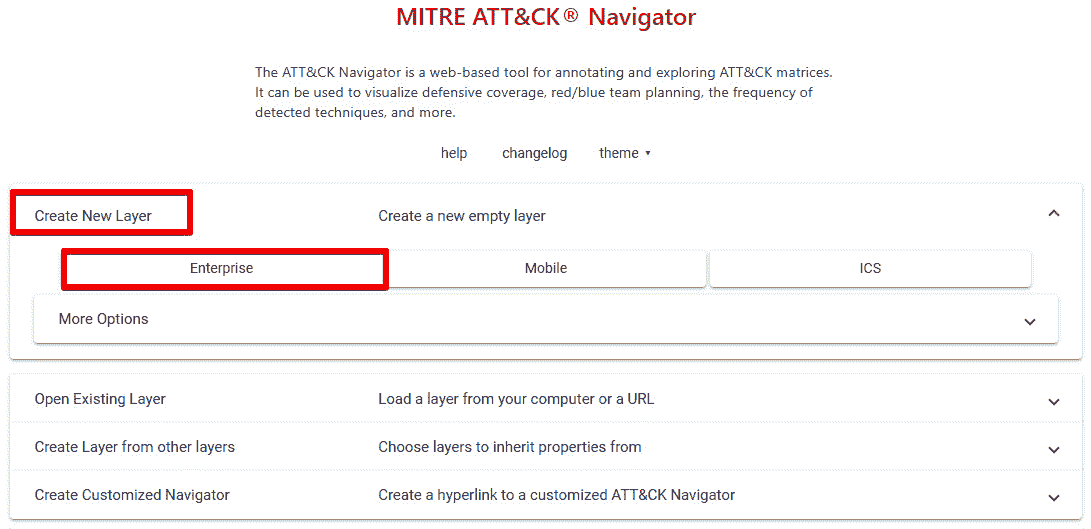 MITRE ATT&CK® Navigator
The ATT&CK Navigator is a web-based tool for annotating and exploring ATT&CK matrices.
It can be used to visualize defensive coverage, red/blue team planning, the frequency of
detected techniques, and more.
help changelog theme ▾
Create New Layer Create a new empty layer
Enterprise Mobile ICS
More Options
Open Existing Layer Load a layer from your computer or a URL
Create Layer from other layers Choose layers to inherit properties from
Create Customized Navigator Create a hyperlink to a customized ATT&CK Navigator